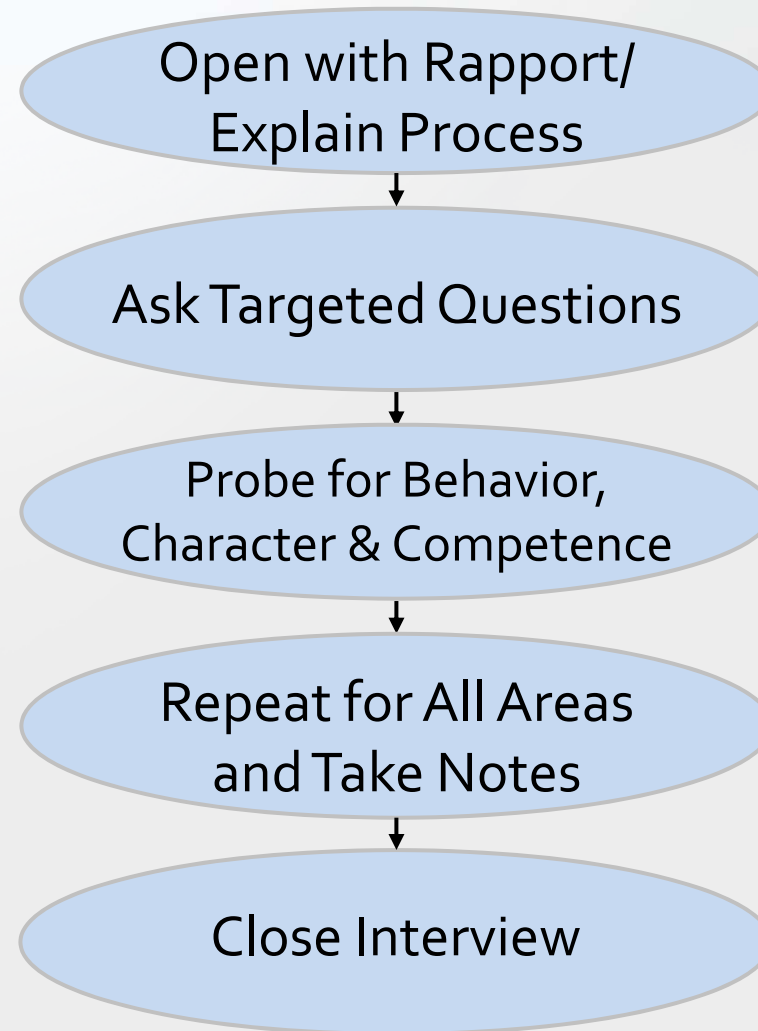 Open with Rapport/
Explain Process
Ask Targeted Questions
Probe for Behavior,
Character & Competence
Repeat for All Areas
and Take Notes
Close Interview